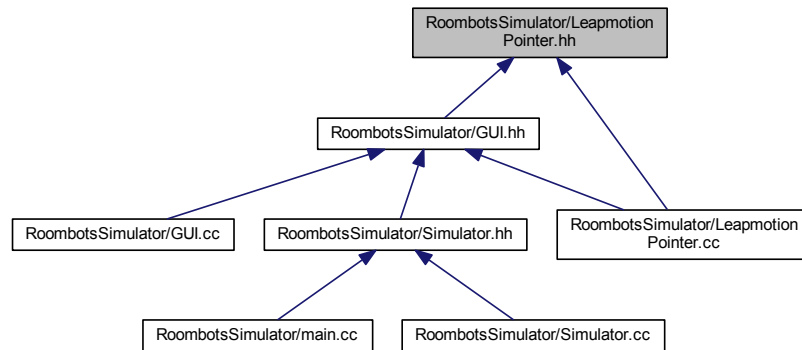 RoombotsSimulator/Leapmotion
Pointer.hh
RoombotsSimulator/GUI.hh
RoombotsSimulator/GUI.cc
RoombotsSimulator/Simulator.hh
RoombotsSimulator/Leapmotion
Pointer.cc
RoombotsSimulator/main.cc
RoombotsSimulator/Simulator.cc